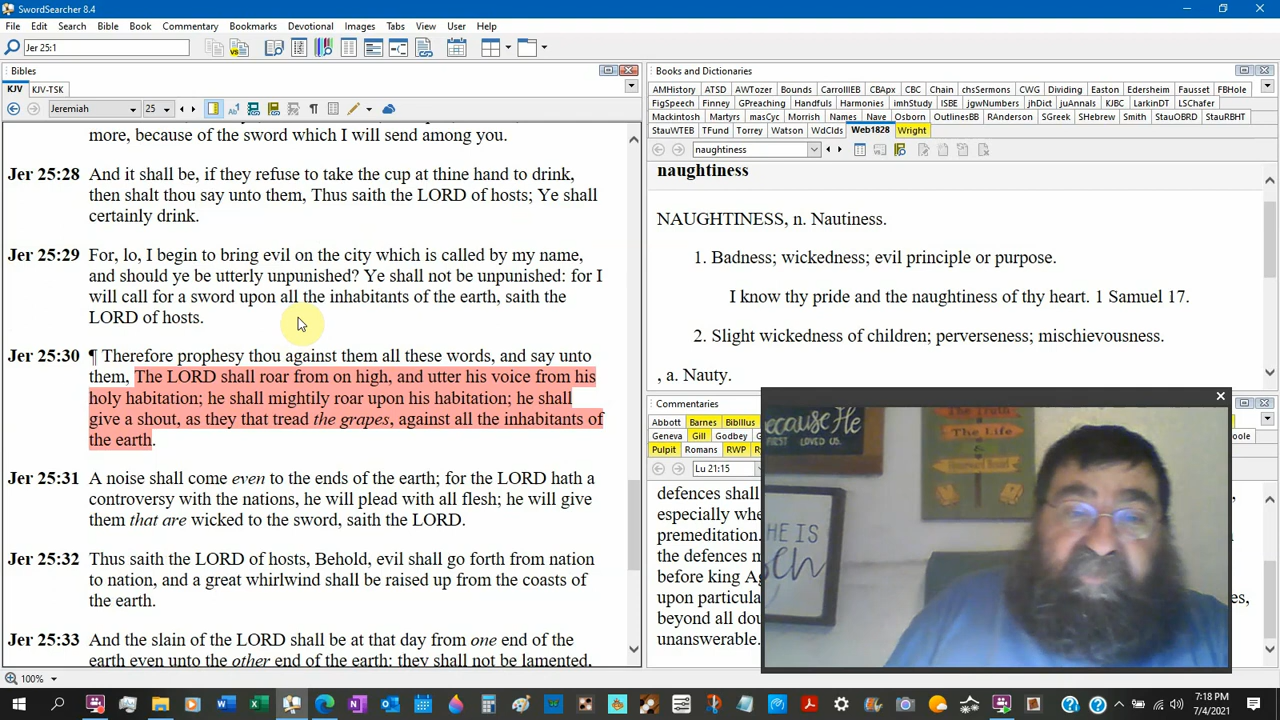 SwordSearcher 8.4
File Edit Search Bible Book Commentary Bookmarks Devotional Images Tabs View User Help
Jer 25:1
Bibles
KJV KJV-TSK
Jeremiah 25
more, because of the sword which I will send among you.
Jer 25:28 And it shall be, if they refuse to take the cup at thine hand to drink,
then shalt thou say unto them, Thus saith the LORD of hosts; Ye shall
certainly drink.
Jer 25:29 For, lo, I begin to bring evil on the city which is called by my name,
and should ye be utterly unpunished? Ye shall not be unpunished: for I
will call for a sword upon all the inhabitants of the earth, saith the
LORD of hosts.
Jer 25:30 ¶ Therefore prophesy thou against them all these words, and say unto
them, The LORD shall roar from on high, and utter his voice from his
holy habitation; he shall mightily roar upon his habitation; he shall
give a shout, as they that tread the grapes, against all the inhabitants of
the earth.
Jer 25:31 A noise shall come even to the ends of the earth; for the LORD hath a
controversy with the nations, he will plead with all flesh; he will give
them that are wicked to the sword, saith the LORD.
Jer 25:32 Thus saith the LORD of hosts, Behold, evil shall go forth from nation
to nation, and a great whirlwind shall be raised up from the coasts of
the earth.
Jer 25:33 And the slain of the LORD shall be at that day from one end of the
earth even unto the other end of the earth: they shall not be lamented,
100%
Books and Dictionaries
AMHistory ATSD AWTozer Bounds CarrollIEB CBApx CBC Chain chsSermons CWG Dividing Easton Edersheim Fausset FBHole
FigSpeech Finney GPreaching Handfuls Harmonies imhStudy ISBE jgwNumbers jhDict juAnnals KJBC LarkinDT LSChafer
Mackintosh Martyrs masCyc Morrish Names Nave Osborn OutlinesBB RAnderson SGreek SHebrew Smith StauOBRD StauRBHT
StauWTEB TFund Torrey Watson WdClds Web1828 Wright
naughtiness
naughtiness
NAUGHTINESS, n. Nautiness.
1. Badness; wickedness; evil principle or purpose.
I know thy pride and the naughtiness of thy heart. 1 Samuel 17.
2. Slight wickedness of children; perverseness; mischievousness.
, a. Nauty.
Commentaries
Abbott Barnes BibIllus
Geneva Gill Godbey oole
Pulpit Romans RWP
Lu 21:15
defences shall
especially whe
premeditation.
the defences m
before king Ag
upon particula es,
beyond all dou
unanswerable.
ecause He
FIRST LOVED US.
The Truth
The Life
HE IS
7:18 PM
7/4/2021